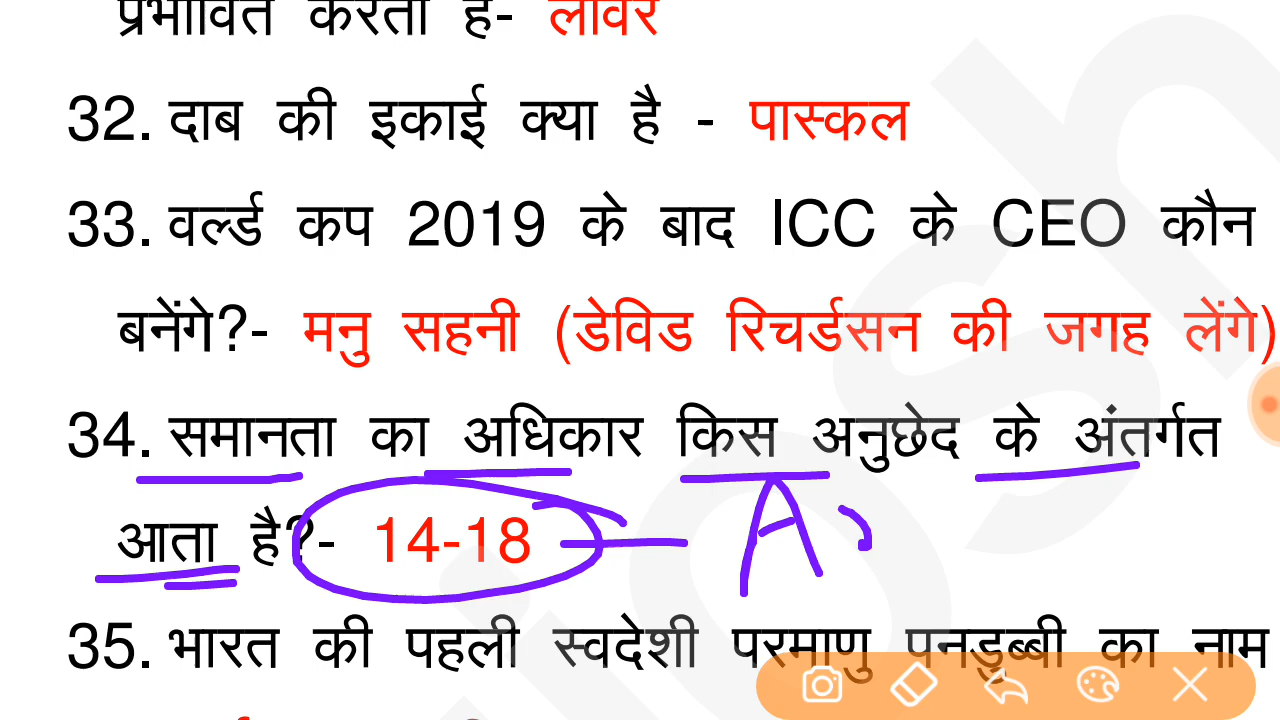 प्रभावित करता है- लीवर
32. दाब की इकाई क्या है - पास्कल
33. वर्ल्ड कप 2019 के बाद ICC के CEO कौन
बनेंगे?- मनु सहनी (डेविड रिचर्डसन की जगह लेंगे)
34. समानता का अधिकार किस अनुछेद के अंतर्गत
आता है?- 14-18 A
35. भारत की पहली स्वदेशी परमाणु पनडुब्बी का नाम